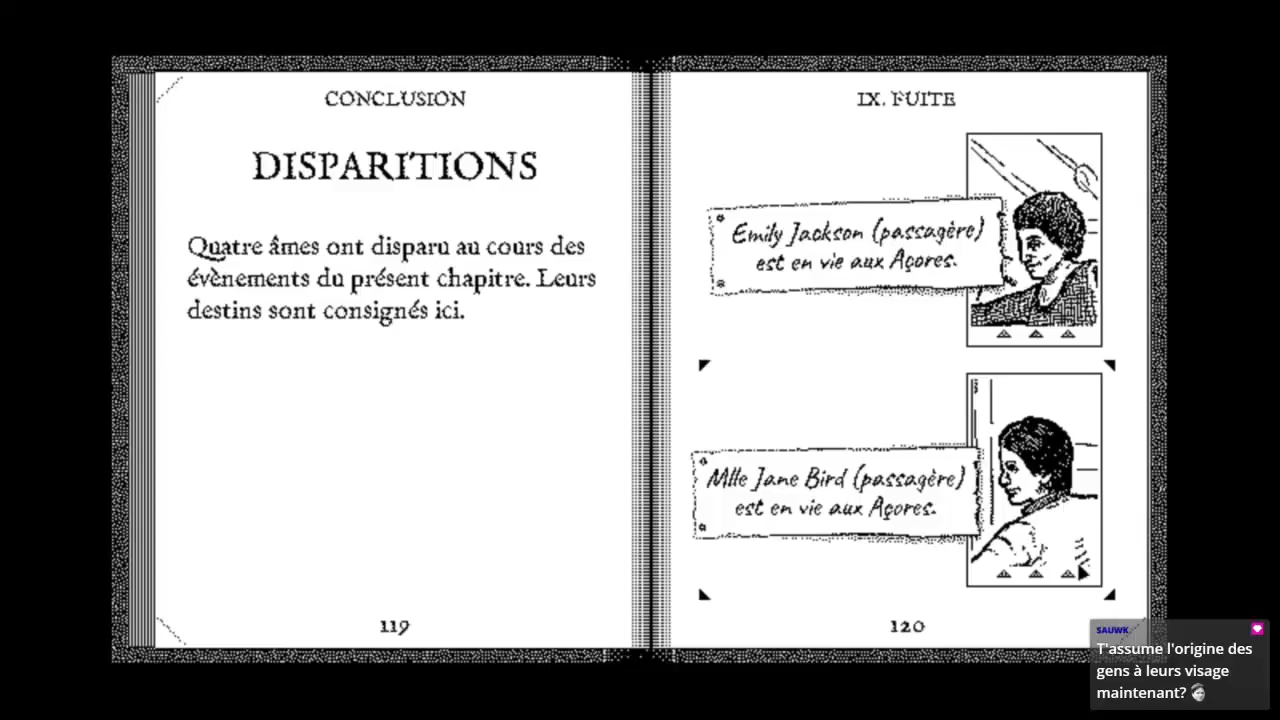 CONCLUSION
DISPARITIONS
Quatre âmes ont disparu au cours des
évènements du présent chapitre. Leurs
destins sont consignés ici.
119
IX. FUITE
Emily Jackson (passagère)
est en vie aux Açores.
Mlle Jane Bird (passagère)
est en vie aux Açores.
120
SAUWK
T'assume l'origine des
gens à leurs visage
maintenant?